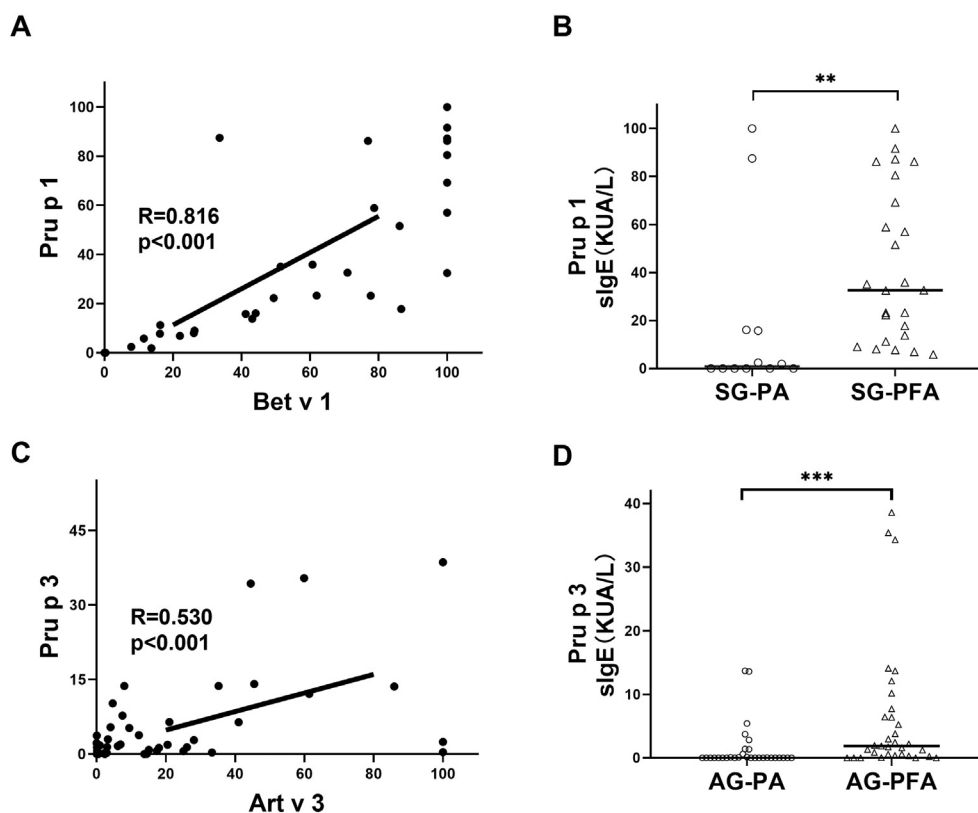 A
Pru p 1
100
80
60
40
20
0
R=0.816
p<0.001
0 20 40 60 80 100
Bet v 1
B
**
Pru p 1
sIgE(KUA/L)
100
80
60
40
20
0
SG-PA SG-PFA
C
Pru p 3
45
30
15
0
R=0.530
p<0.001
0 20 40 60 80 100
Art v 3
D
***
Pru p 3
sIgE(KUA/L)
40
30
20
10
0
AG-PA AG-PFA